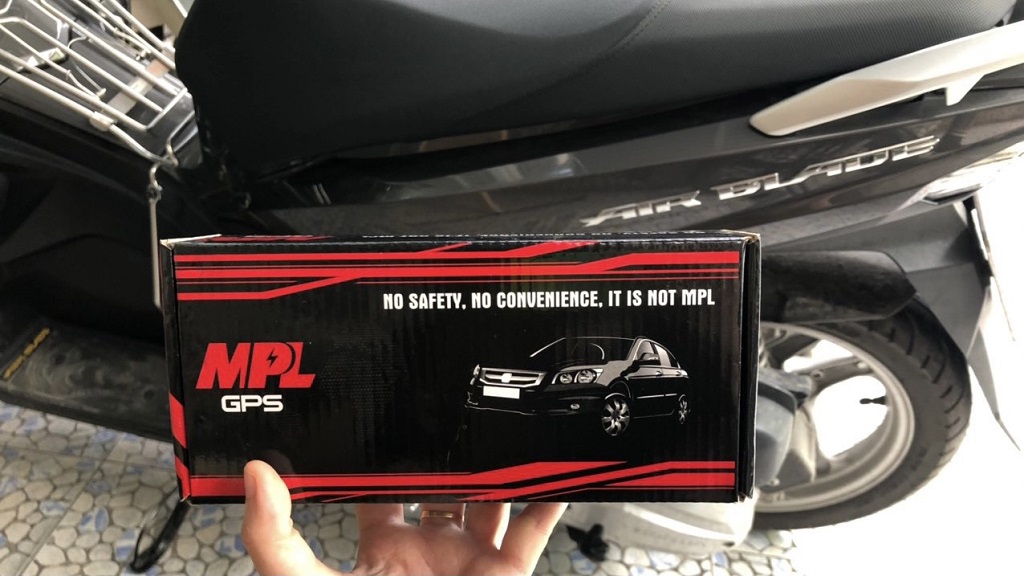 AIR BLADE
NO SAFETY, NO CONVENIENCE, IT IS NOT MPL
MPL
GPS